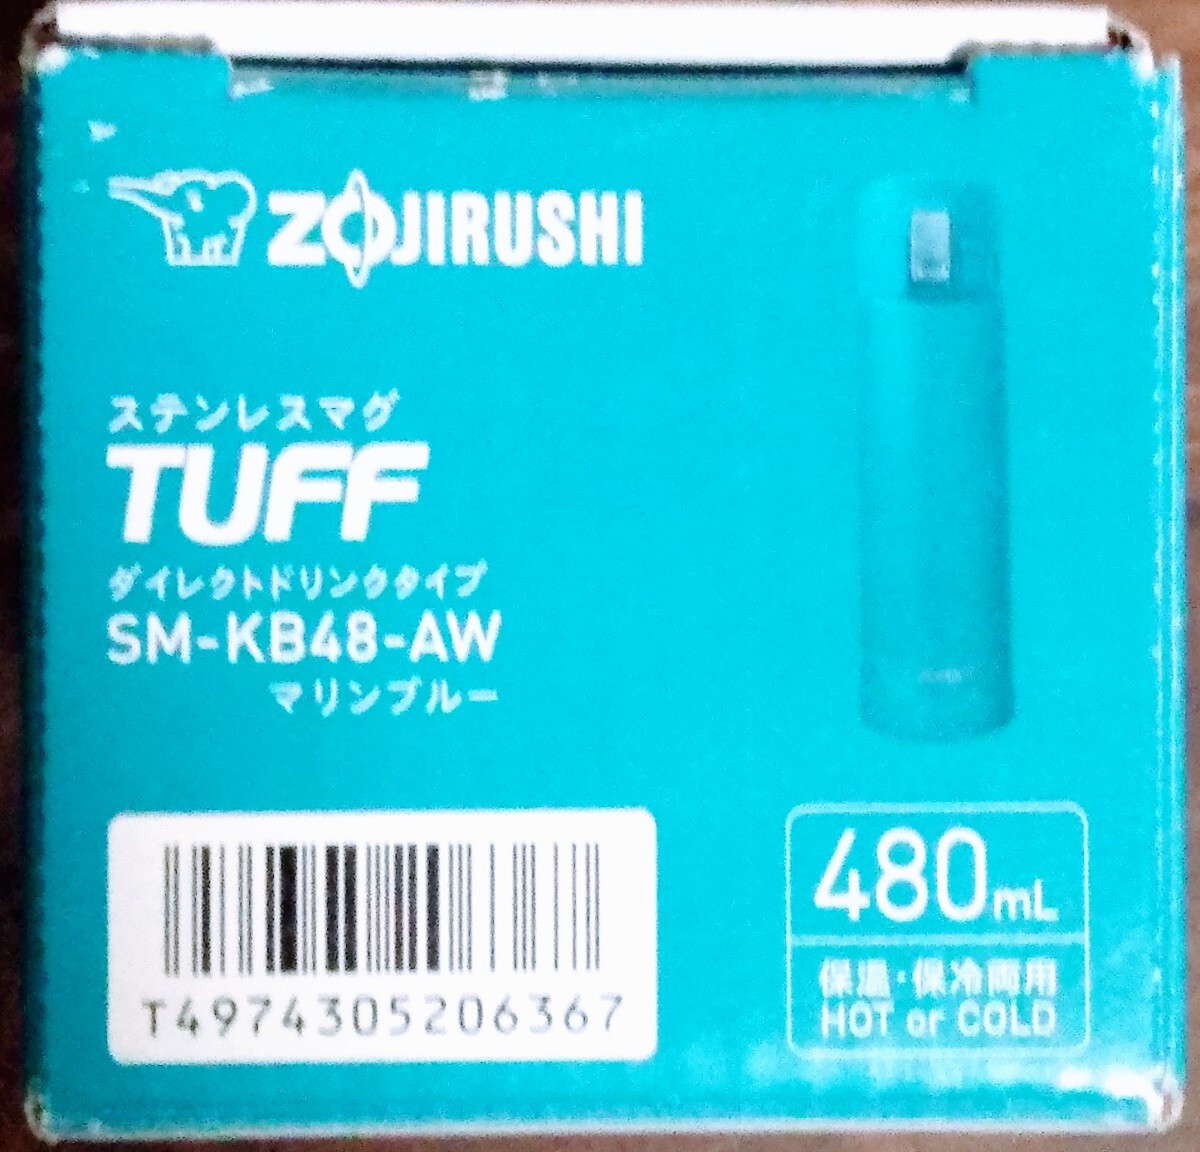 ZOJIRUSHI
ステンレスマグ
TUFF
ダイレクトドリンクタイプ
SM-KB48-AW
マリンブルー
T4974305206367
480mL
保温・保冷両用
HOT or COLD